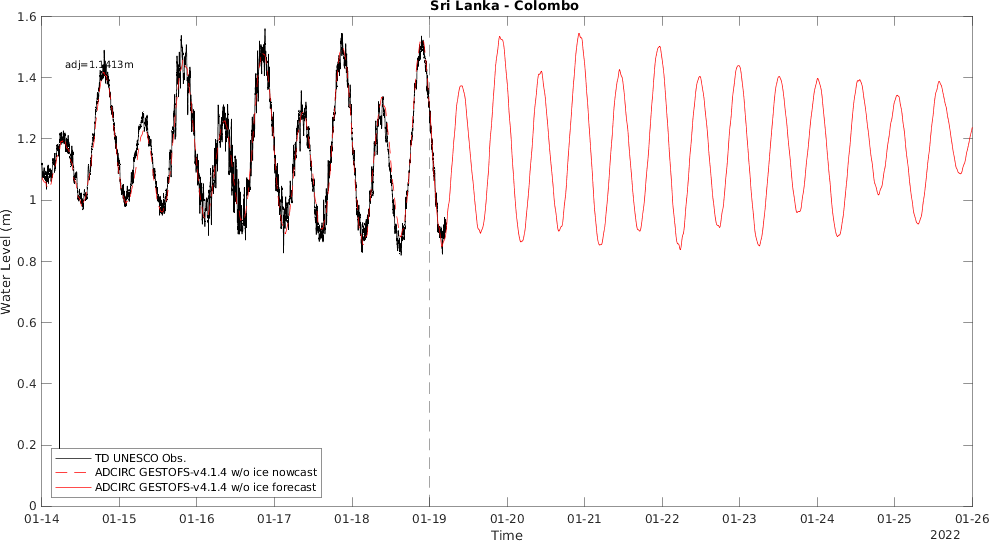 Sri Lanka - Colombo
adj=1.1413m
1.6
1.4
1.2
1
0.8
0.6
0.4
0.2
0
Water Level (m)
TD UNESCO Obs.
ADCIRC GESTOFS-v4.1.4 w/o ice nowcast
ADCIRC GESTOFS-v4.1.4 w/o ice forecast
01-14 01-15 01-16 01-17 01-18 01-19 01-20 01-21 01-22 01-23 01-24 01-25 01-26
Time
2022